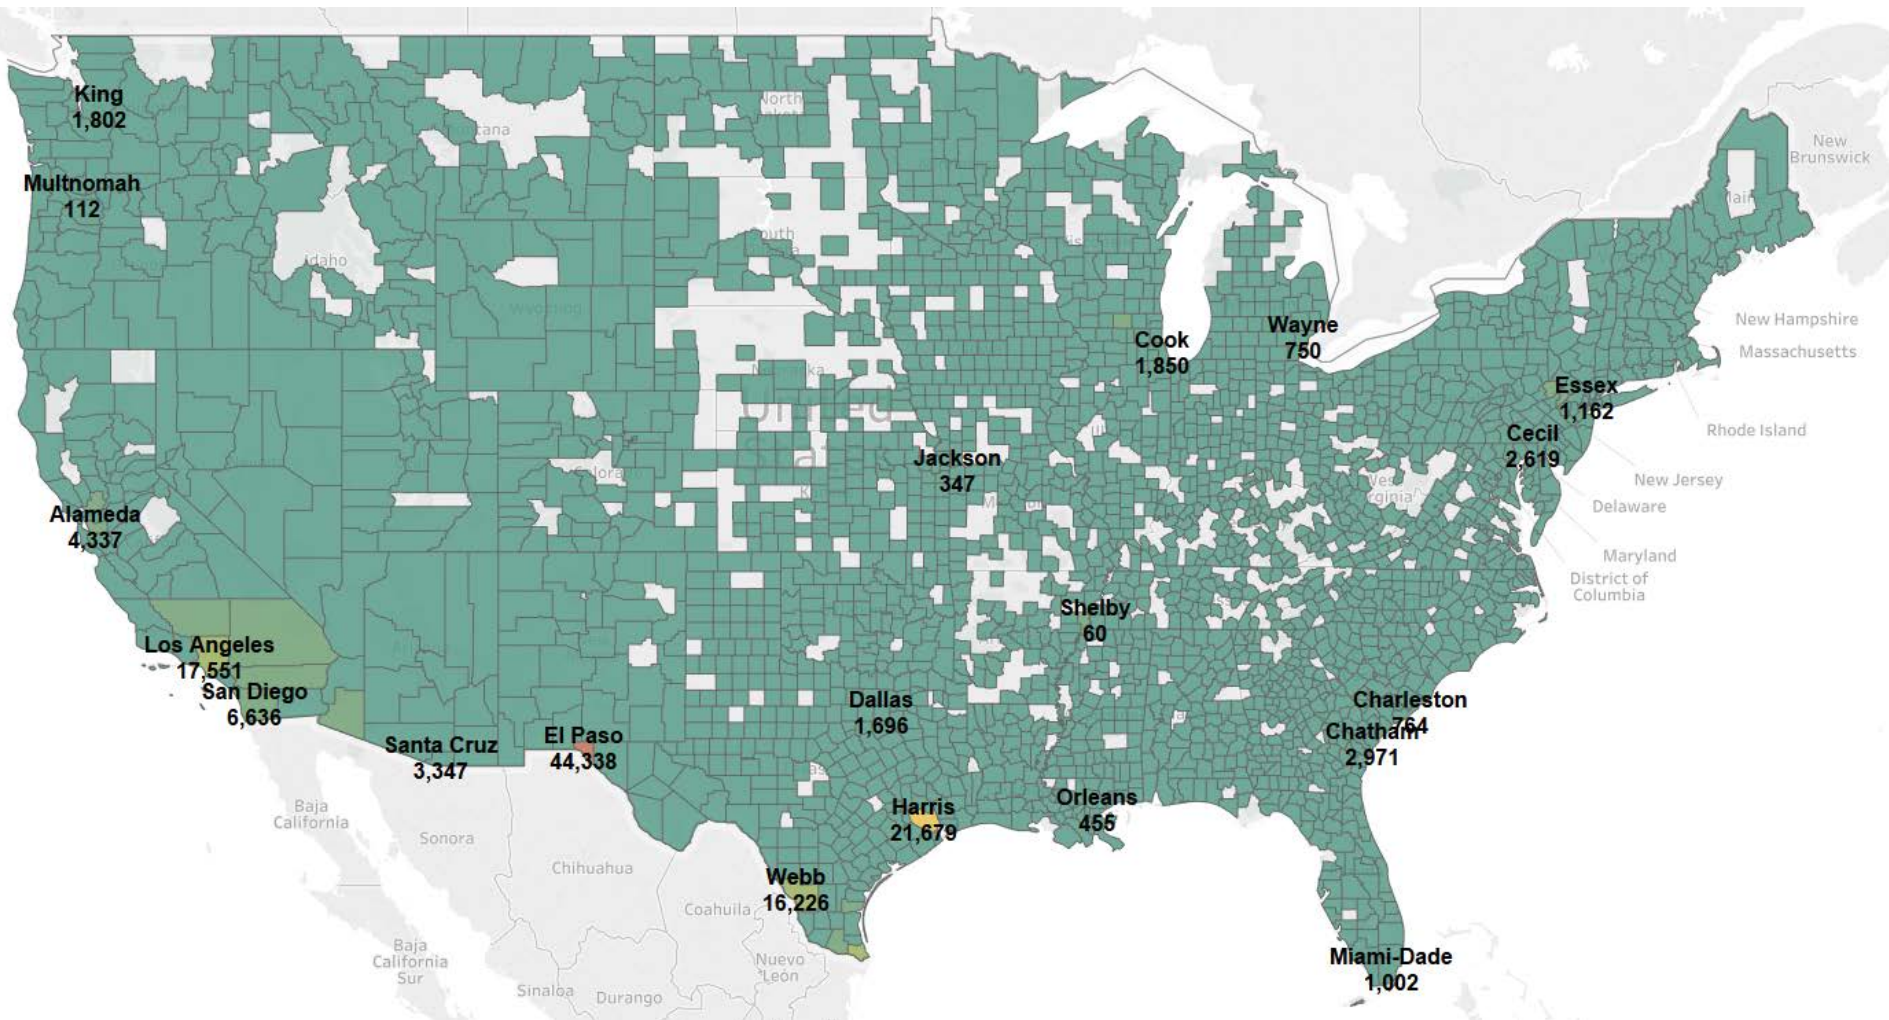 King
1,802
North
Multnomah
112
New
Brunswick
Idaho
Wyoming
New Hampshire
Massachusetts
Cook
1,850
Wayne
750
Essex
1,162
Rhode Island
Cecil
2,619
Jackson
347
New Jersey
Delaware
Alameda
4,337
Maryland
District of
Columbia
Shelby
60
Los Angeles
17,551
San Diego
6,636
Dallas
1,696
Charleston
764
Chatham
2,971
Santa Cruz
3,347
El Paso
44,338
Baja
California
Sonora
Harris
21,679
Orleans
455
Chihuahua
Webb
16,226
Coahuila
Baja
California
Sur
Nuevo
León
Miami-Dade
1,002
Sinaloa
Durango